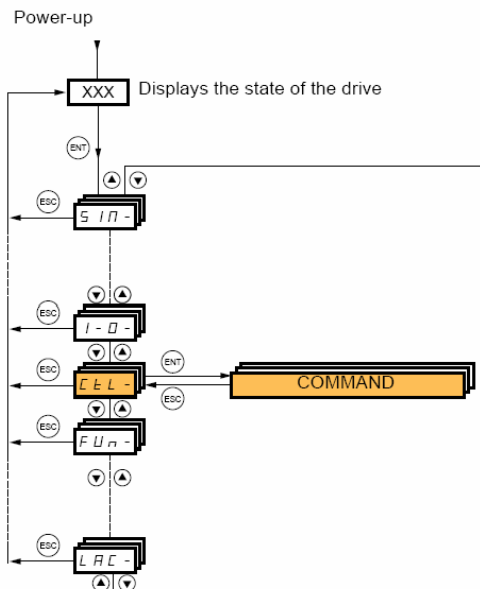 Power-up
XXX Displays the state of the drive
ENT
ESC
SIM-
ESC
I-O-
ENT
ESC
CtL-
COMMAND
ESC
ESC
FUn-
ESC
LAC-